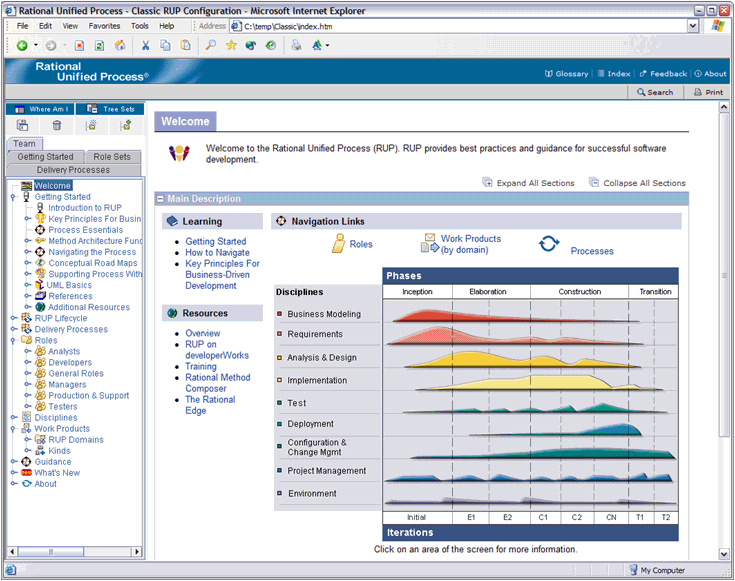 Rational Unified Process - Classic RUP Configuration - Microsoft Internet Explorer
File Edit View Favorites Tools Help
Address C:\temp\Classic\index.htm
Rational
Unified Process®
Glossary Index Feedback About
Search Print
Where Am I Tree Sets
Team
Getting Started Role Sets
Delivery Processes
Welcome
Getting Started
Introduction to RUP
Key Principles For Busin
Process Essentials
Method Architecture Fund
Navigating the Process
Conceptual Road Maps
Supporting Process With
UML Basics
References
Additional Resources
RUP Lifecycle
Delivery Processes
Roles
Analysts
Developers
General Roles
Managers
Production & Support
Testers
Disciplines
Work Products
RUP Domains
Kinds
Guidance
What's New
About
Welcome
Welcome to the Rational Unified Process (RUP). RUP provides best practices and guidance for successful software
development.
Expand All Sections Collapse All Sections
Main Description
Learning
Getting Started
How to Navigate
Key Principles For
Business-Driven
Development
Resources
Overview
RUP on
developerWorks
Training
Rational Method
Composer
The Rational
Edge
Navigation Links
Roles
Work Products
(by domain)
Processes
Phases
Disciplines
Inception Elaboration Construction Transition
Business Modeling
Requirements
Analysis & Design
Implementation
Test
Deployment
Configuration &
Change Mgmt
Project Management
Environment
Initial E1 E2 C1 C2 CN T1 T2
Iterations
Click on an area of the screen for more information.
My Computer